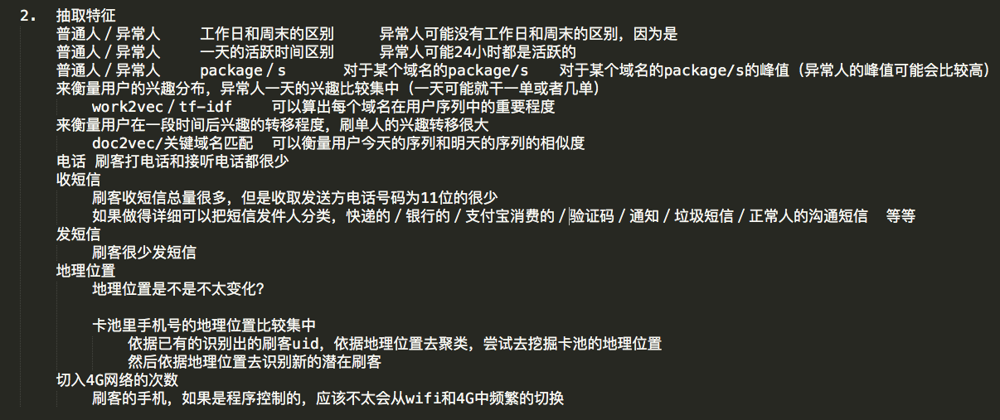 2. 抽取特征
普通人/异常人 工作日和周末的区别 异常人可能没有工作日和周末的区别，因为是
普通人/异常人 一天的活跃时间区别 异常人可能24小时都是活跃的
普通人/异常人 package/s 对于某个域名的package/s 对于某个域名的package/s的峰值（异常人的峰值可能会比较高）
来衡量用户的兴趣分布，异常人一天的兴趣比较集中（一天可能就干一单或者几单）
work2vec/tf-idf 可以算出每个域名在用户序列中的重要程度
来衡量用户在一段时间后兴趣的转移程度，刷单人的兴趣转移很大
doc2vec/关键域名匹配 可以衡量用户今天的序列和明天的序列的相似度
电话 刷客打电话和接听电话都很少
收短信
刷客收短信总量很多，但是收取发送方电话号码为11位的很少
如果做得详细可以把短信发件人分类，快递的/银行的/支付宝消费的/验证码/通知/垃圾短信/正常人的沟通短信 等等
发短信
刷客很少发短信
地理位置
地理位置是不是不太变化？
卡池里手机号的地理位置比较集中
依据已有的识别出的刷客uid，依据地理位置去聚类，尝试去挖掘卡池的地理位置
然后依据地理位置去识别新的潜在刷客
切入4G网络的次数
刷客的手机，如果是程序控制的，应该不太会从wifi和4G中频繁的切换